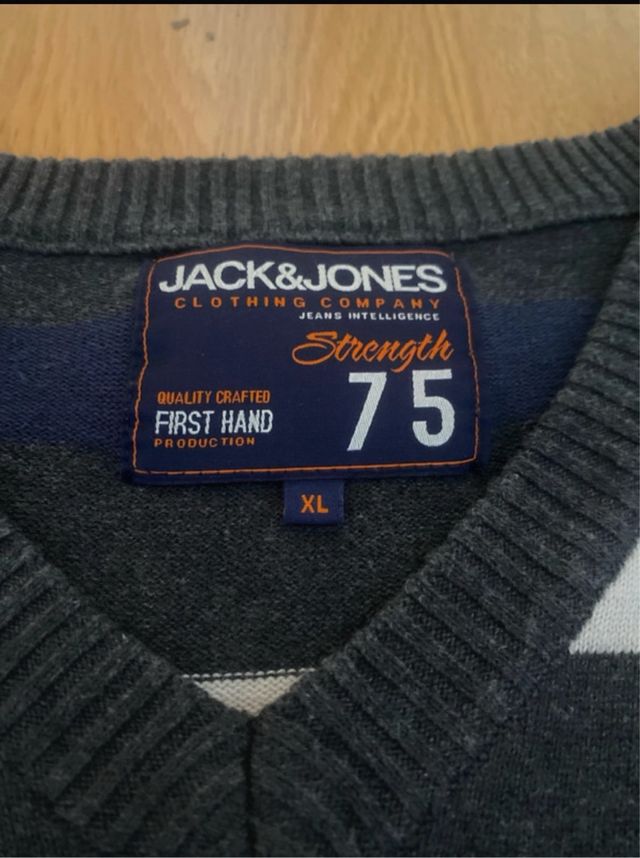 JACK&JONES
CLOTHING COMPANY
JEANS INTELLIGENCE
Strength
75
QUALITY CRAFTED
FIRST HAND
PRODUCTION
XL